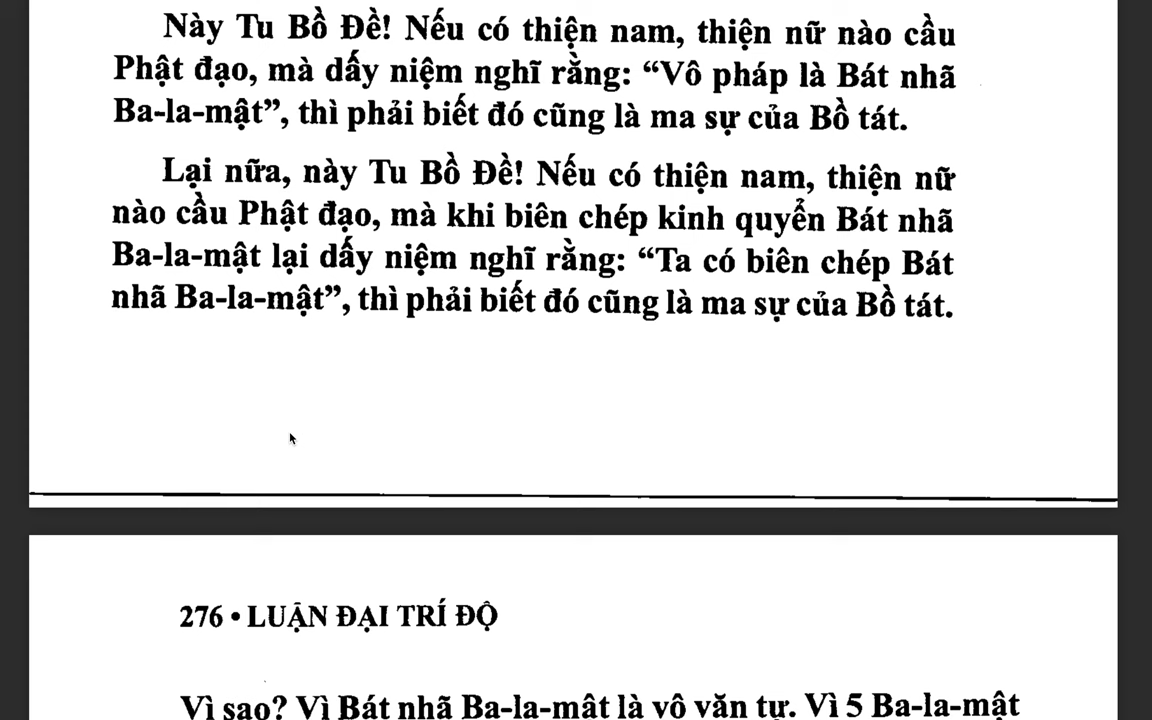 Này Tu Bồ Đề! Nếu có thiện nam, thiện nữ nào cầu
Phật đạo, mà dấy niệm nghĩ rằng: “Vô pháp là Bát nhã
Ba-la-mật”, thì phải biết đó cũng là ma sự của Bồ tát.
Lại nữa, này Tu Bồ Đề! Nếu có thiện nam, thiện nữ
nào cầu Phật đạo, mà khi biên chép kinh quyển Bát nhã
Ba-la-mật lại dấy niệm nghĩ rằng: “Ta có biên chép Bát
nhã Ba-la-mật”, thì phải biết đó cũng là ma sự của Bồ tát.
276 • LUẬN ĐẠI TRÍ ĐỘ
Vì sao? Vì Bát nhã Ba-la-mật là vô văn tự. Vì 5 Ba-la-mật